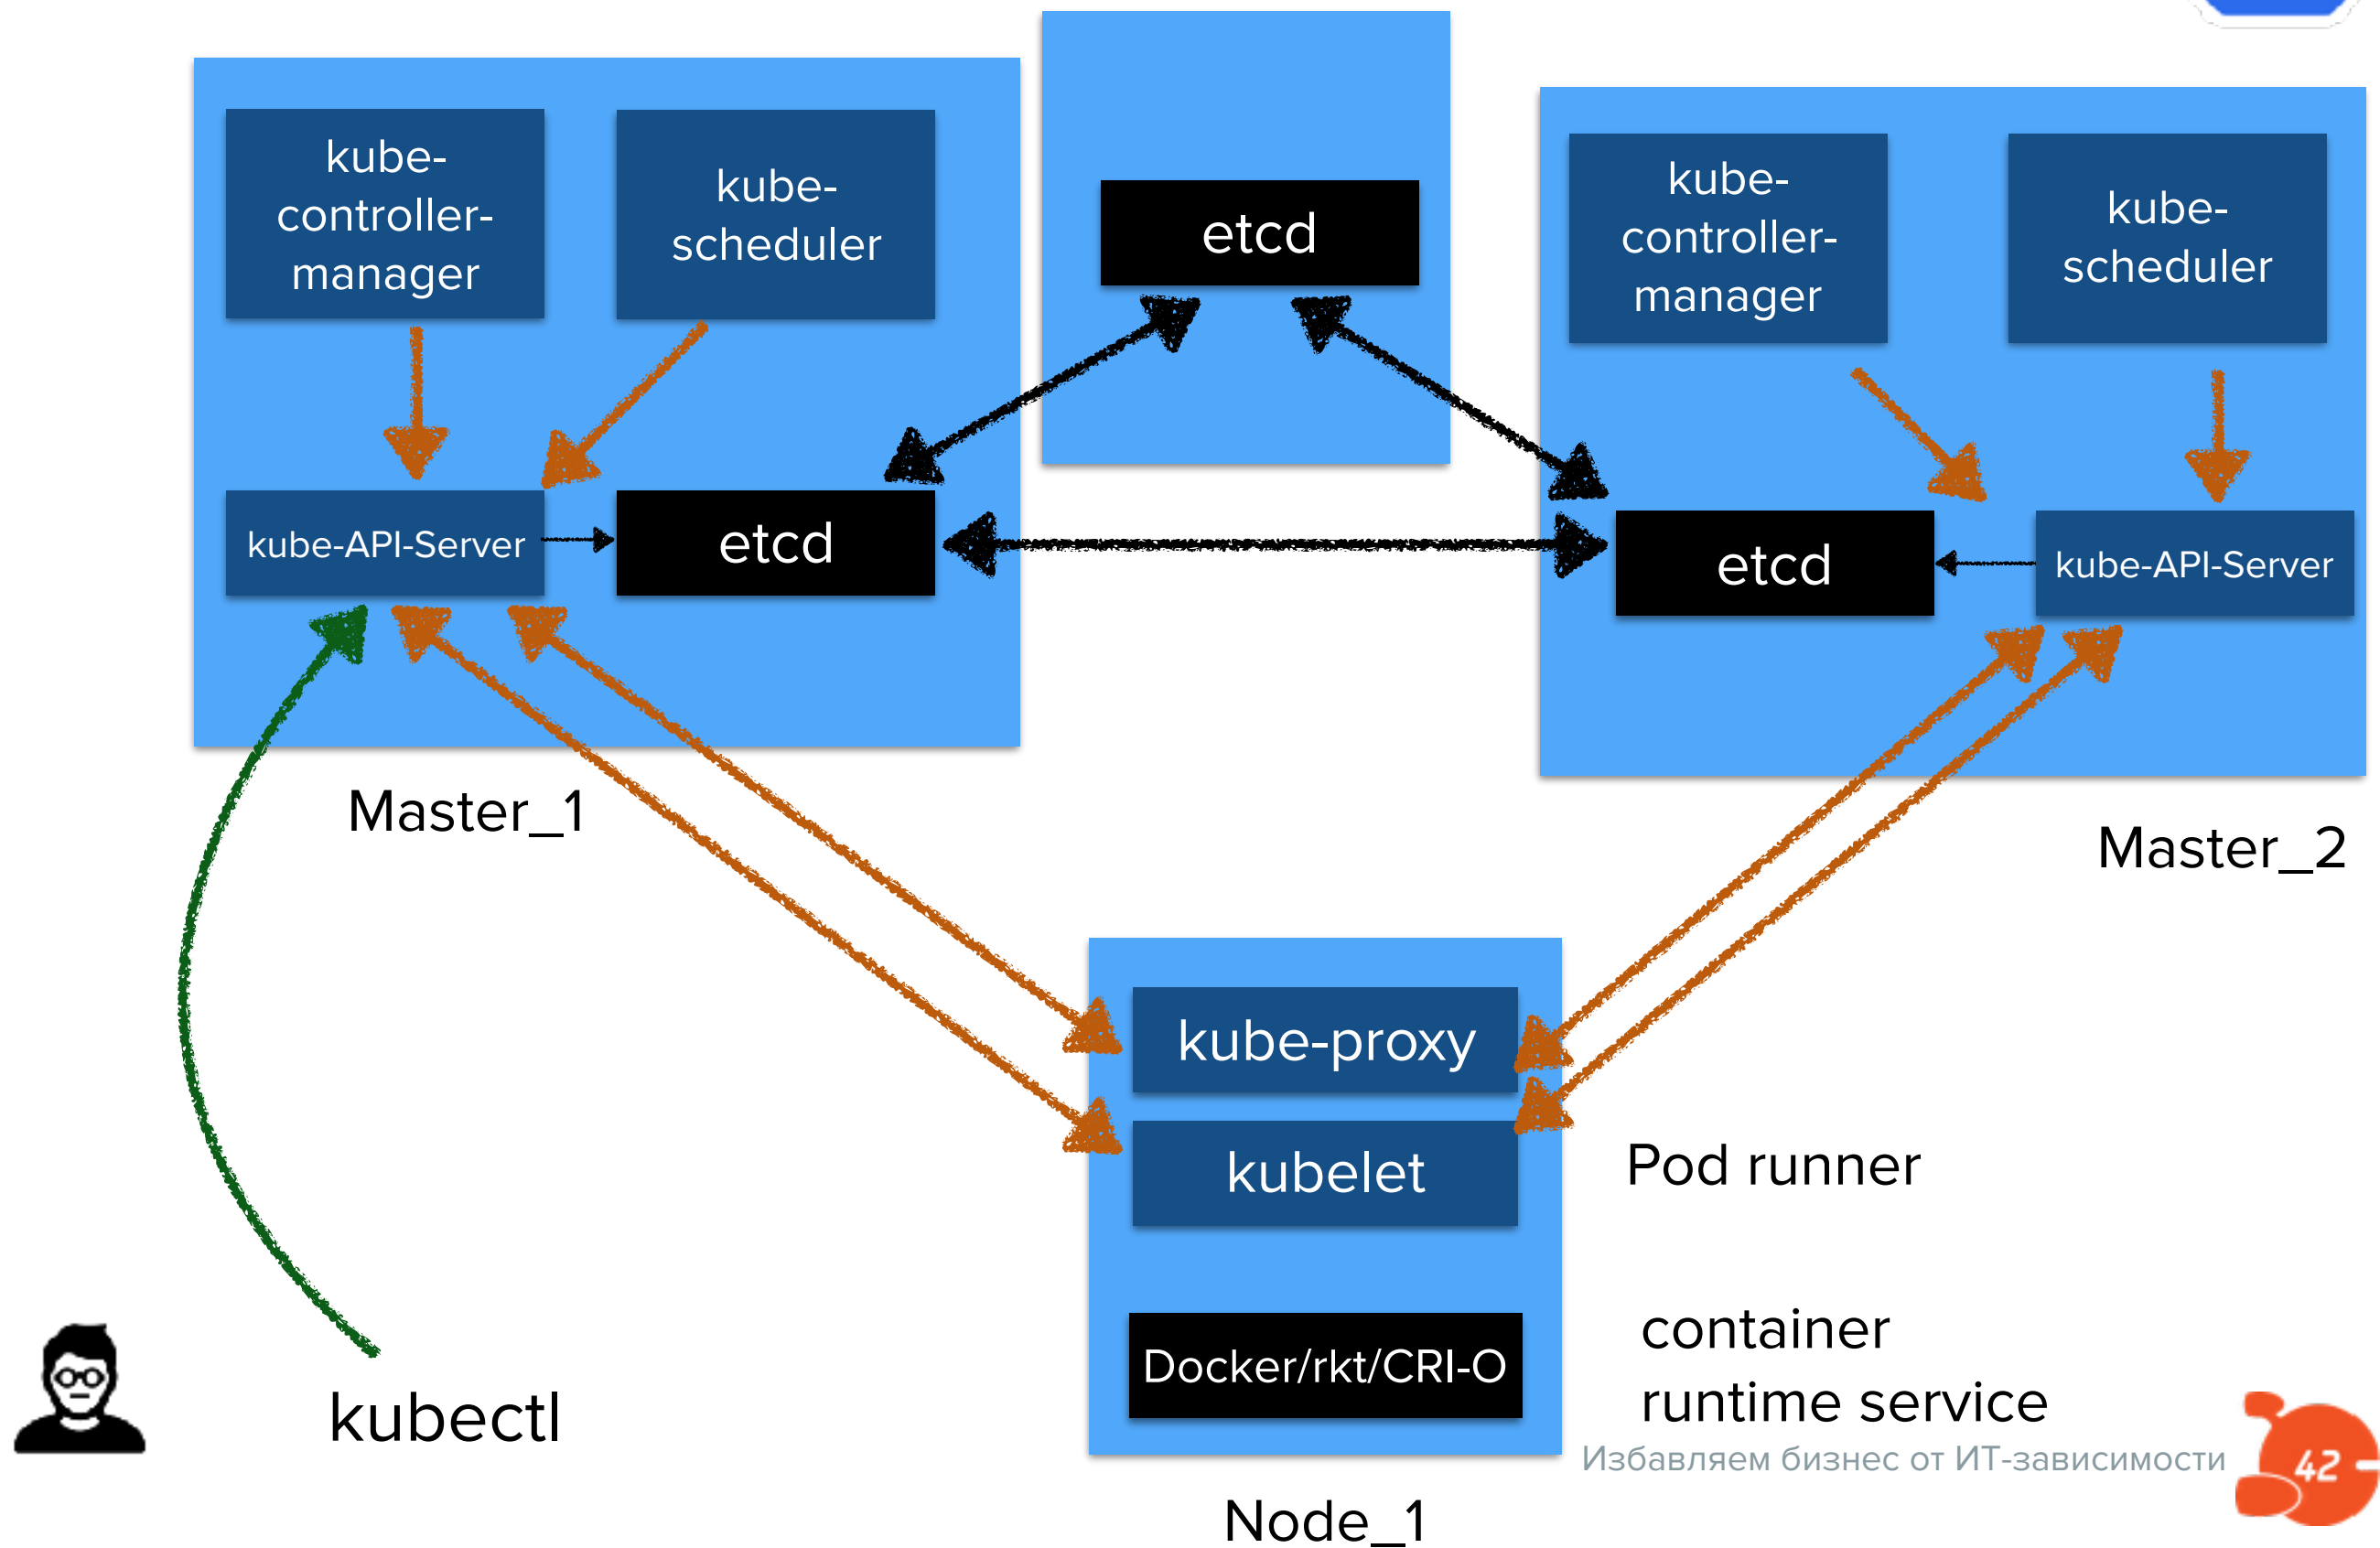 kube-
controller-
manager
kube-
scheduler
kube-API-Server
etcd
Master_1
etcd
kube-
controller-
manager
kube-
scheduler
etcd
kube-API-Server
Master_2
kube-proxy
kubelet
Pod runner
Docker/rkt/CRI-O
container
runtime service
Node_1
kubectl
Избавляем бизнес от ИТ-зависимости
42